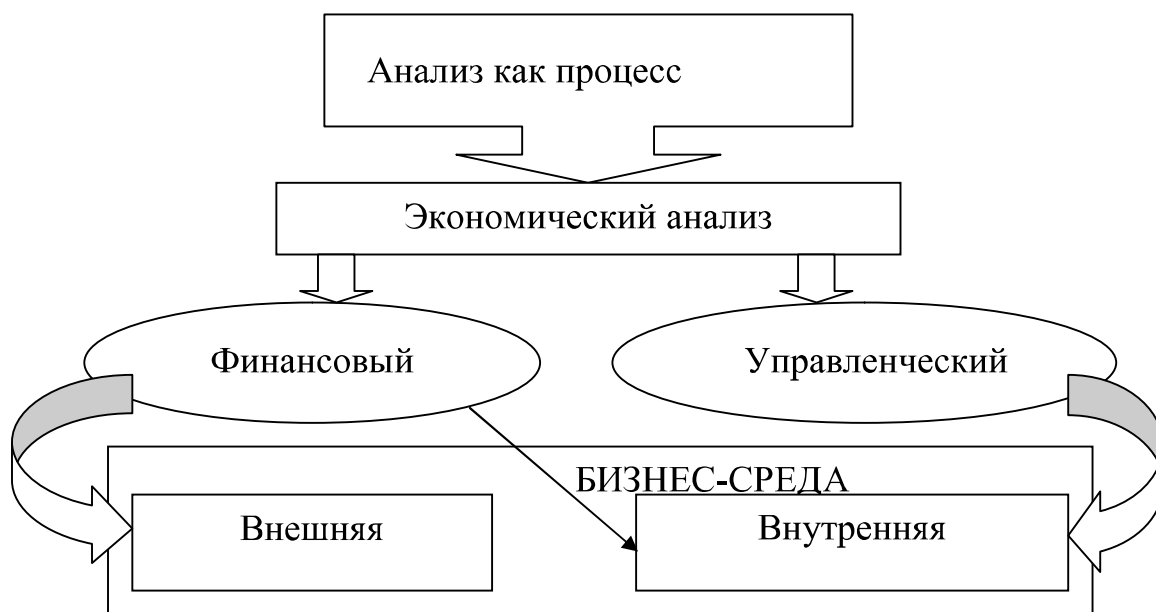 Анализ как процесс
Экономический анализ
Финансовый
Управленческий
БИЗНЕС-СРЕДА
Внешняя
Внутренняя